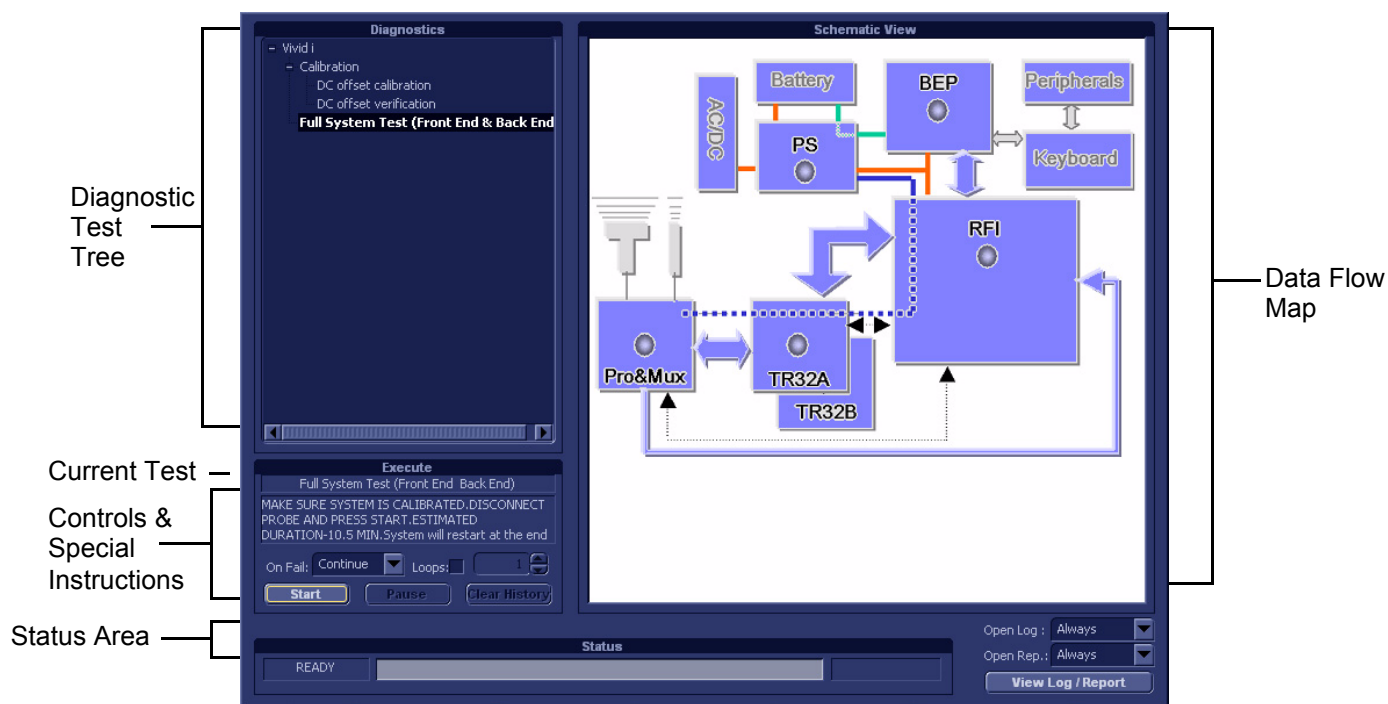 Diagnostic
Test
Tree
Current Test
Controls &
Special
Instructions
Status Area
Diagnostics
Vivid i
Calibration
DC offset calibration
DC offset verification
Full System Test (Front End & Back End
Execute
Full System Test (Front End  Back End)
MAKE SURE SYSTEM IS CALIBRATED.DISCONNECT
PROBE AND PRESS START.ESTIMATED
DURATION-10.5 MIN.System will restart at the end
On Fail: Continue Loops: 1
Start Pause Clear History
Status
READY
Open Log : Always
Open Rep.: Always
View Log / Report
Schematic View
AC/DC
Battery
BEP
Peripherals
PS
Keyboard
RFI
Pro&Mux
TR32A
TR32B
Data Flow
Map